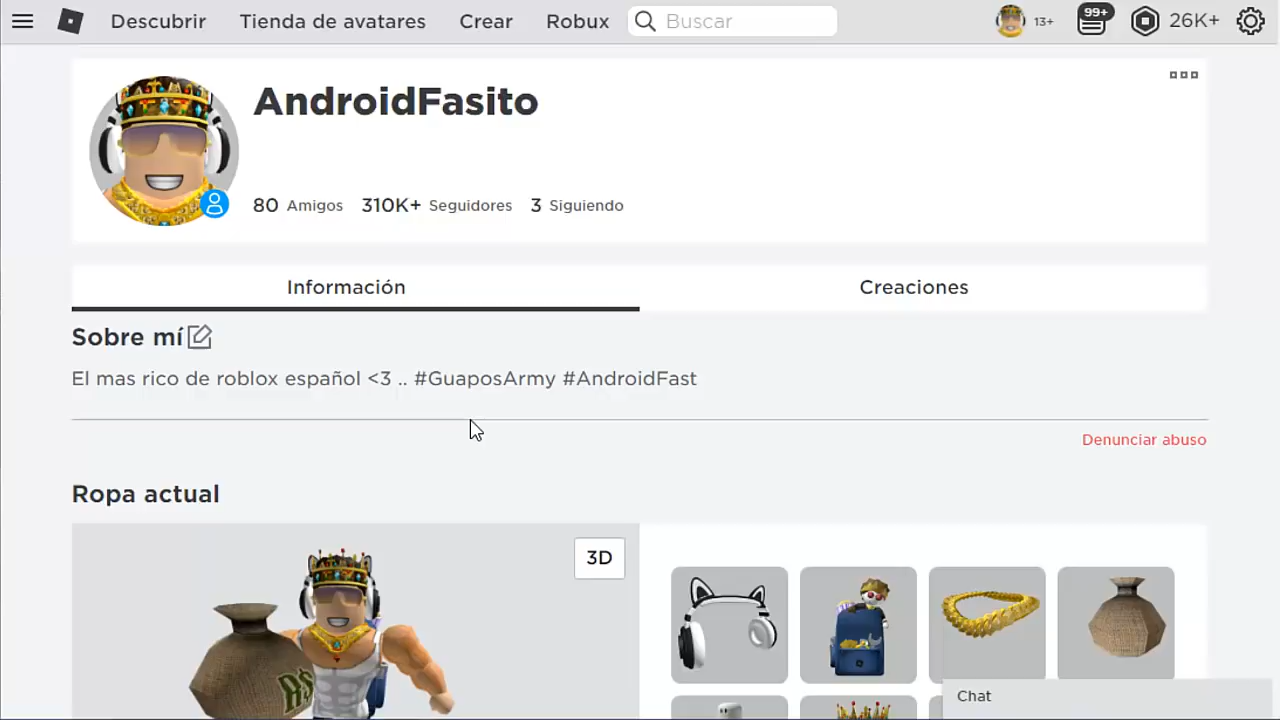 Descubrir Tienda de avatares Crear Robux Buscar 13+ 99+ 26K+
AndroidFasito
80 Amigos 310K+ Seguidores 3 Siguiendo
Información Creaciones
Sobre mí
El mas rico de roblox español <3 .. #GuaposArmy #AndroidFast
Denunciar abuso
Ropa actual
3D
R$
Chat